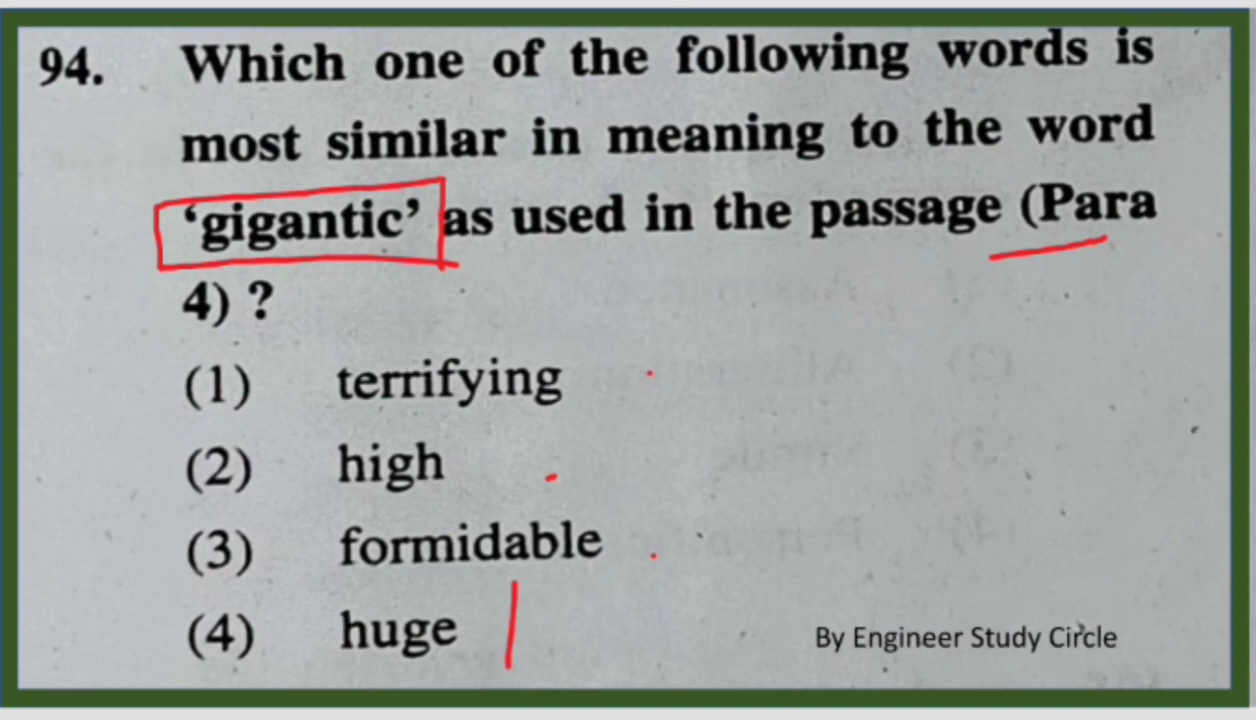 94. Which one of the following words is
most similar in meaning to the word
‘gigantic’ as used in the passage (Para
4) ?
(1) terrifying
(2) high
(3) formidable
(4) huge
By Engineer Study Circle